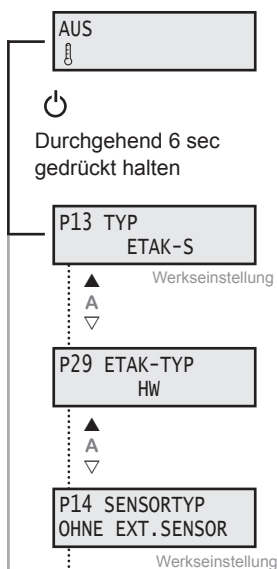 AUS
Durchgehend 6 sec
gedrückt halten
P13 TYP
ETAK-S
Werkseinstellung
A
P29 ETAK-TYP
HW
A
P14 SENSORTYP
OHNE EXT.SENSOR
Werkseinstellung